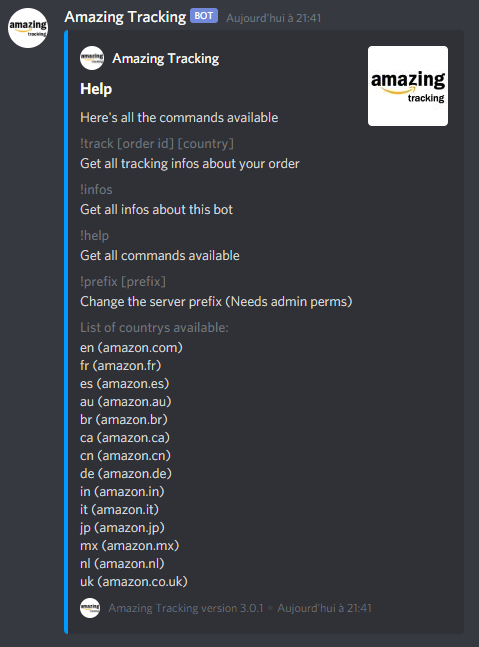 amazing
tracking
Amazing Tracking BOT Aujourd'hui à 21:41
amazing
tracking
Amazing Tracking
amazing
tracking
Help
Here's all the commands available
!track [order id] [country]
Get all tracking infos about your order
!infos
Get all infos about this bot
!help
Get all commands available
!prefix [prefix]
Change the server prefix (Needs admin perms)
List of countrys available:
en (amazon.com)
fr (amazon.fr)
es (amazon.es)
au (amazon.au)
br (amazon.br)
ca (amazon.ca)
cn (amazon.cn)
de (amazon.de)
in (amazon.in)
it (amazon.it)
jp (amazon.jp)
mx (amazon.mx)
nl (amazon.nl)
uk (amazon.co.uk)
amazing
tracking
Amazing Tracking version 3.0.1 • Aujourd'hui à 21:41